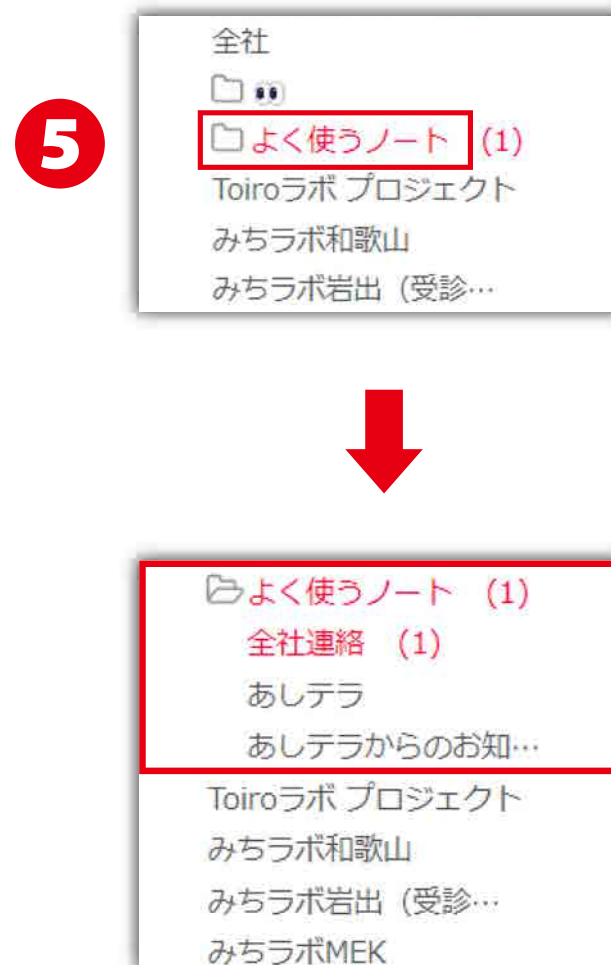 全社
👀
5
よく使うノート (1)
Toiroラボ プロジェクト
みちラボ和歌山
みちラボ岩出（受診…
よく使うノート (1)
全社連絡 (1)
あしテラ
あしテラからのお知…
Toiroラボ プロジェクト
みちラボ和歌山
みちラボ岩出（受診…
みちラボMEK